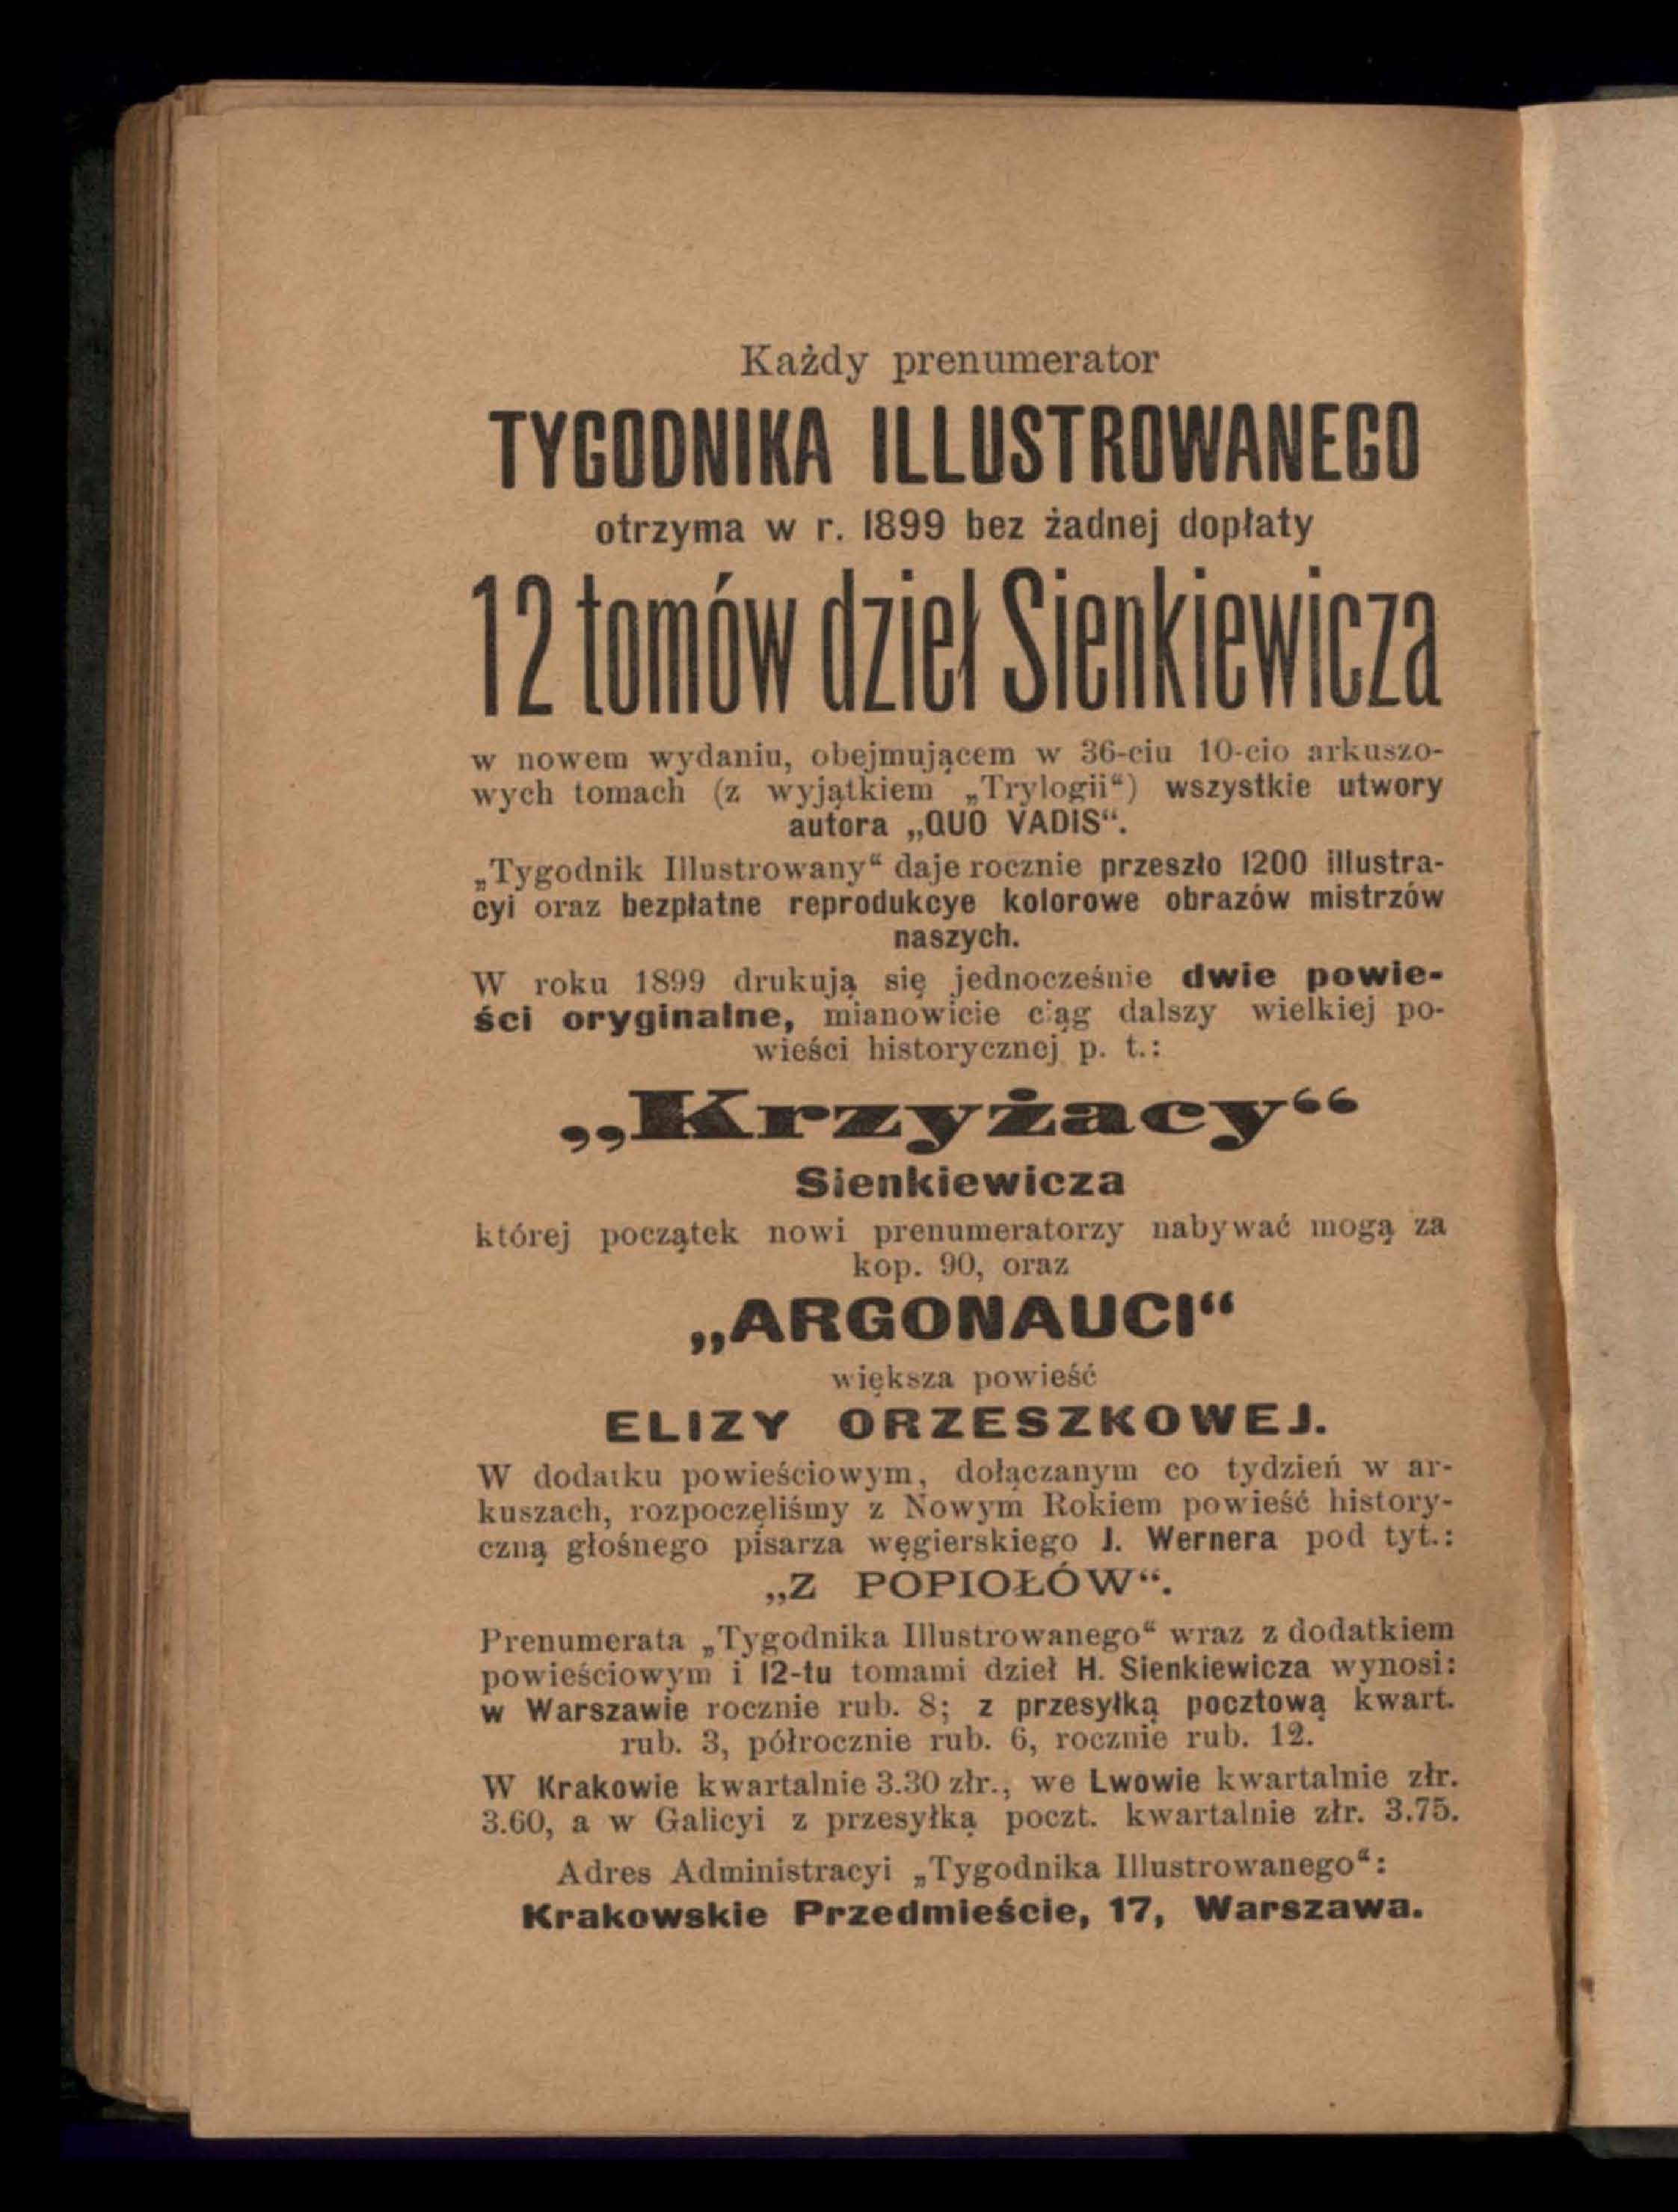 Każdy prenumerator
TYGODNIKA ILLUSTROWANEGO
otrzyma w r. 1899 bez żadnej dopłaty
12 tomów dzieł Sienkiewicza
w nowem wydaniu, obejmującem w 36-ciu 10-cio arkuszo-
wych tomach (z wyjątkiem „Trylogii“) wszystkie utwory
autora „QUO VADIS“.
„Tygodnik Illustrowany“ daje rocznie przeszło 1200 illustra-
cyi oraz bezpłatne reprodukcye kolorowe obrazów mistrzów
naszych.
W roku 1899 drukują się jednocześnie dwie powie-
ści oryginalne, mianowicie ciąg dalszy wielkiej po-
wieści historycznej p. t.:
„Krzyżacy“
Sienkiewicza
której początek nowi prenumeratorzy nabywać mogą za
kop. 90, oraz
„ARGONAUCI“
większa powieść
ELIZY ORZESZKOWEJ.
W dodatku powieściowym, dołączanym co tydzień w ar-
kuszach, rozpoczęliśmy z Nowym Rokiem powieść history-
czną głośnego pisarza węgierskiego J. Wernera pod tyt.:
„Z POPIOŁÓW“.
Prenumerata „Tygodnika Illustrowanego“ wraz z dodatkiem
powieściowym i 12-tu tomami dzieł H. Sienkiewicza wynosi:
w Warszawie rocznie rub. 8; z przesyłką pocztową kwart.
rub. 3, półrocznie rub. 6, rocznie rub. 12.
W Krakowie kwartalnie 3.30 złr., we Lwowie kwartalnie złr.
3.60, a w Galicyi z przesyłką poczt. kwartalnie złr. 3.75.
Adres Administracyi „Tygodnika Illustrowanego“:
Krakowskie Przedmieście, 17, Warszawa.